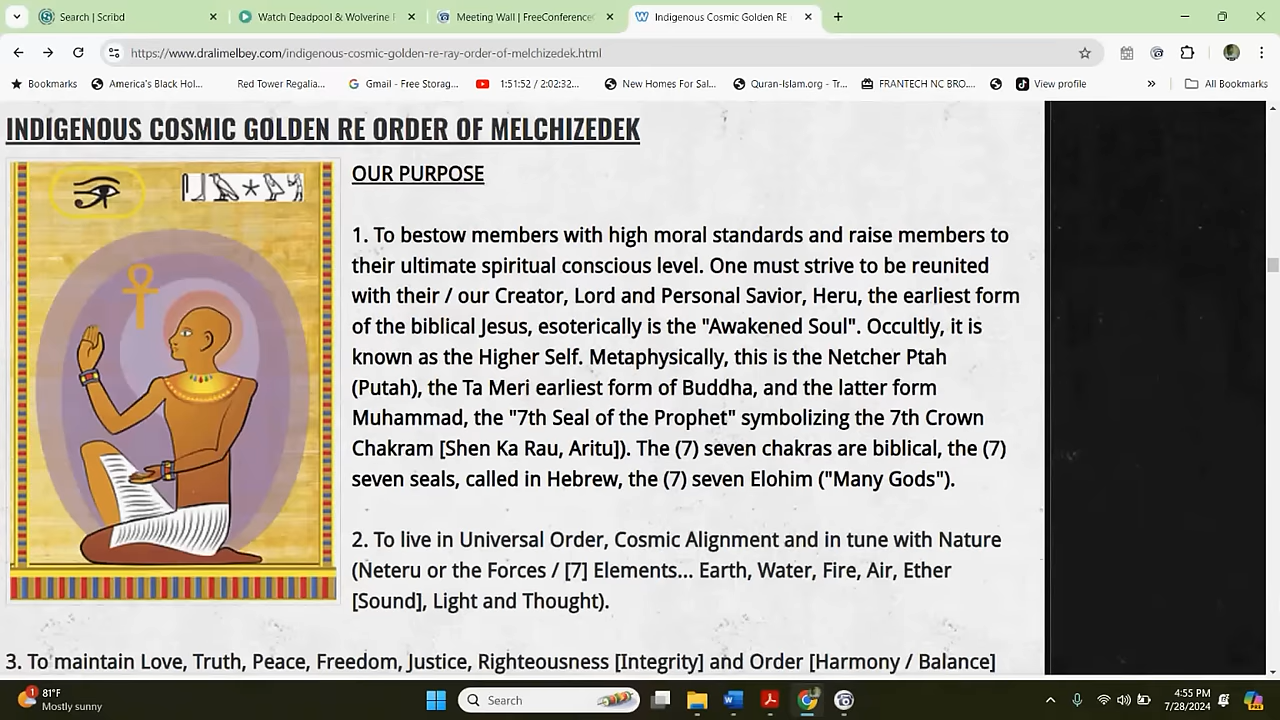 Search | Scribd
Watch Deadpool & Wolverine
Meeting Wall | FreeConference
Indigenous Cosmic Golden RE
https://www.dralimelbey.com/indigenous-cosmic-golden-re-ray-order-of-melchizedek.html
Bookmarks America's Black Hol... Red Tower Regalia... Gmail - Free Storag... 1:51:52 / 2:02:32... New Homes For Sal... Quran-Islam.org - Tr... FRANTECH NC BRO.... View profile » All Bookmarks
INDIGENOUS COSMIC GOLDEN RE ORDER OF MELCHIZEDEK
OUR PURPOSE
1. To bestow members with high moral standards and raise members to
their ultimate spiritual conscious level. One must strive to be reunited
with their / our Creator, Lord and Personal Savior, Heru, the earliest form
of the biblical Jesus, esoterically is the "Awakened Soul". Occultly, it is
known as the Higher Self. Metaphysically, this is the Netcher Ptah
(Putah), the Ta Meri earliest form of Buddha, and the latter form
Muhammad, the "7th Seal of the Prophet" symbolizing the 7th Crown
Chakram [Shen Ka Rau, Aritu]). The (7) seven chakras are biblical, the (7)
seven seals, called in Hebrew, the (7) seven Elohim ("Many Gods").
2. To live in Universal Order, Cosmic Alignment and in tune with Nature
(Neteru or the Forces / [7] Elements... Earth, Water, Fire, Air, Ether
[Sound], Light and Thought).
3. To maintain Love, Truth, Peace, Freedom, Justice, Righteousness [Integrity] and Order [Harmony / Balance]
1
81°F
Mostly sunny
Search
4:55 PM
7/28/2024